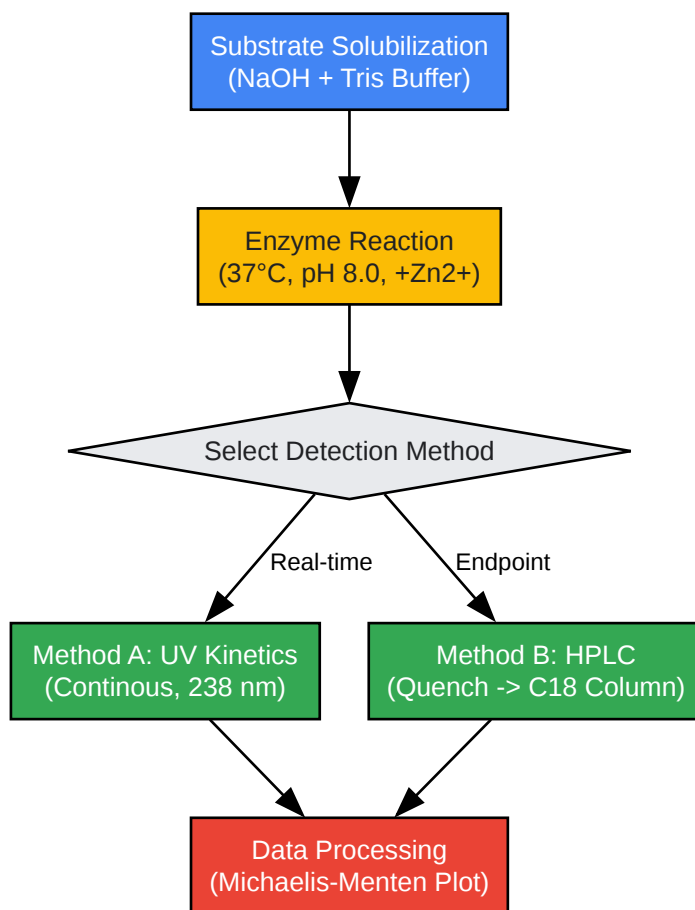 Substrate Solubilization
(NaOH + Tris Buffer)
Enzyme Reaction
(37°C, pH 8.0, +Zn2+)
Select Detection Method
Real-time
Endpoint
Method A: UV Kinetics
(Continous, 238 nm)
Method B: HPLC
(Quench -> C18 Column)
Data Processing
(Michaelis-Menten Plot)